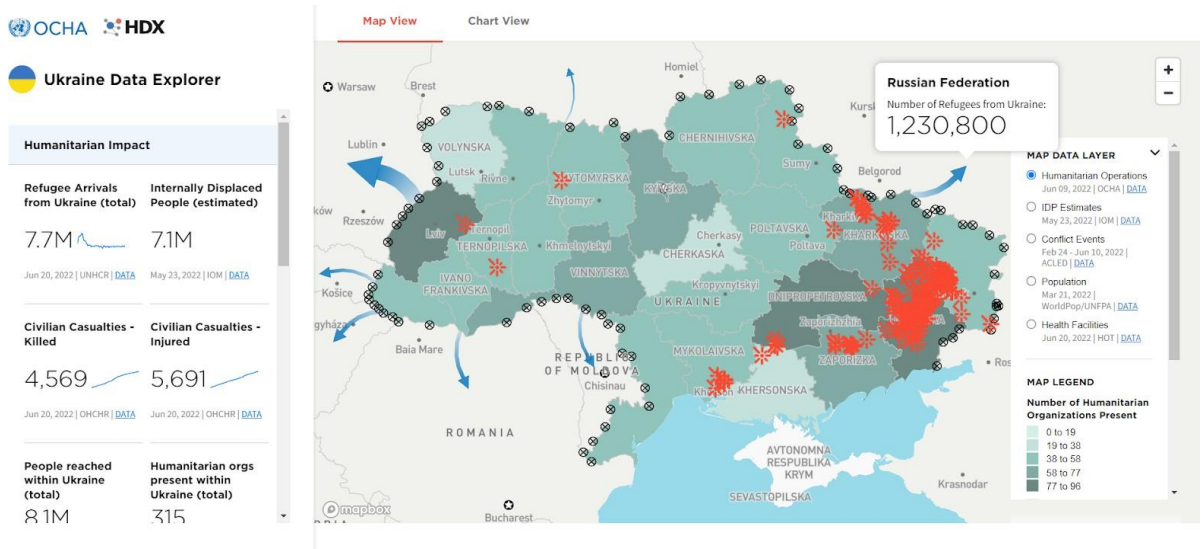 OCHA HDX
Ukraine Data Explorer
Humanitarian Impact
Refugee Arrivals
from Ukraine (total)
7.7M
Jun 20, 2022 | UNHCR | DATA
Internally Displaced
People (estimated)
7.1M
May 23, 2022 | IOM | DATA
Civilian Casualties -
Killed
4,569
Jun 20, 2022 | OHCHR | DATA
Civilian Casualties -
Injured
5,691
Jun 20, 2022 | OHCHR | DATA
People reached
within Ukraine
(total)
8.1M
Humanitarian orgs
present within
Ukraine (total)
315
Map View
Chart View
Homiel
Warsaw
Brest
Lublin
VOLYNSKA
CHERNIHIVSKA
Lutsk
Rivne
Sumy
Belgorod
Zhytomyr
Rzeszów
Lviv
Ternopil
TERNOPILSKA
Khmelnytskyi
Cherkasy
CHERKASKA
POLTAVSKA
Poltava
IVANO
FRANKIVSKA
VINNYTSKA
Košice
Kropyvnytskyi
UKRAINE
DNIPROPETROVSKA
Zaporizhzhia
ZAPORIZKA
Baia Mare
REPUBLIC
OF MOLDOVA
Chisinau
MYKOLAIVSKA
KHERSONSKA
ROMANIA
AVTONOMNA
RESPUBLIKA
KRYM
SEVASTOPILSKA
Krasnodar
Bucharest
mapbox
Russian Federation
Number of Refugees from Ukraine:
1,230,800
+
−
MAP DATA LAYER
Humanitarian Operations
Jun 09, 2022 | OCHA | DATA
IDP Estimates
May 23, 2022 | IOM | DATA
Conflict Events
Feb 24 - Jun 10, 2022 |
ACLED | DATA
Population
Mar 21, 2022 |
WorldPop/UNFPA | DATA
Health Facilities
Jun 20, 2022 | HOT | DATA
MAP LEGEND
Number of Humanitarian
Organizations Present
0 to 19
19 to 38
38 to 58
58 to 77
77 to 96